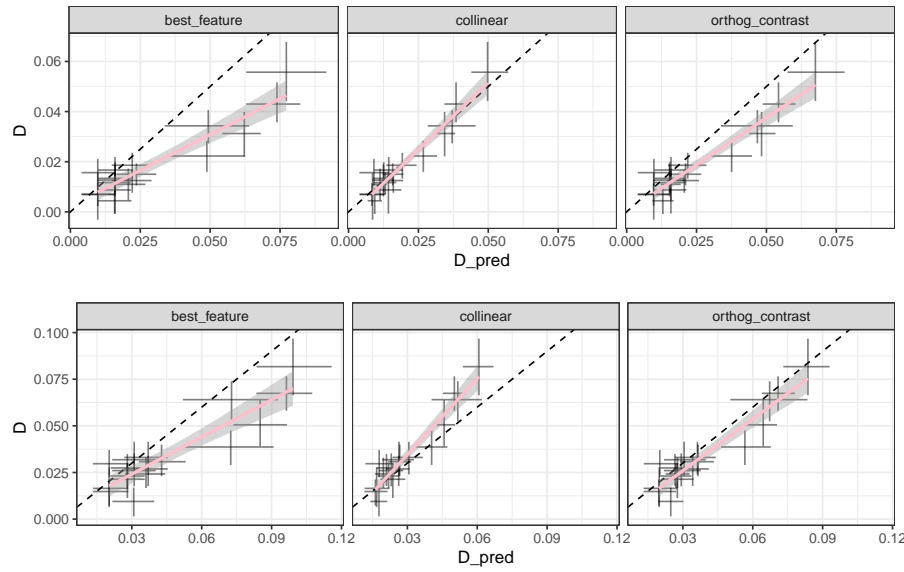 best_feature collinear orthog_contrast
0.06
0.04
0.02
0.00
D
0.000 0.025 0.050 0.075 0.000 0.025 0.050 0.075 0.000 0.025 0.050 0.075
D_pred
best_feature collinear orthog_contrast
0.100
0.075
0.050
0.025
0.000
D
0.03 0.06 0.09 0.12 0.03 0.06 0.09 0.12 0.03 0.06 0.09 0.12
D_pred